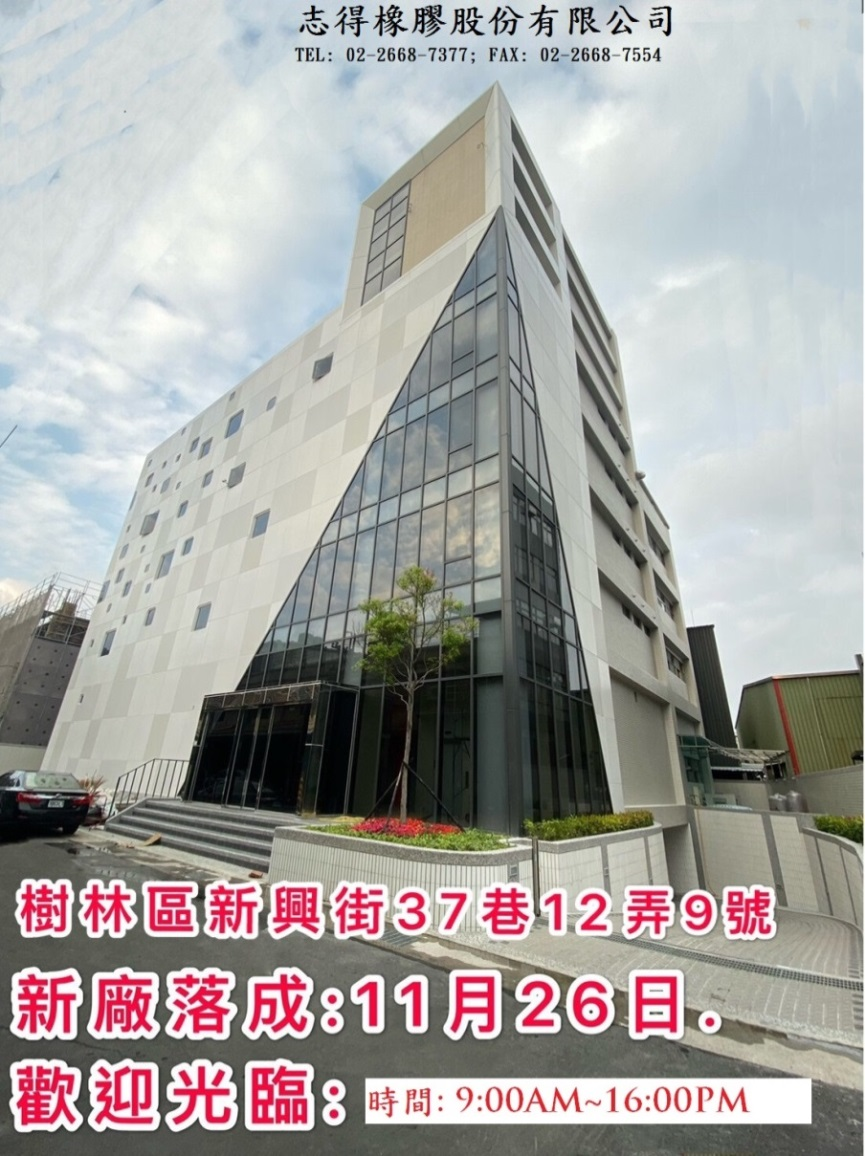 志得橡膠股份有限公司
TEL: 02-2668-7377; FAX: 02-2668-7554
樹林區新興街37巷12弄9號
新廠落成:11月26日.
歡迎光臨: 時間: 9:00AM~16:00PM